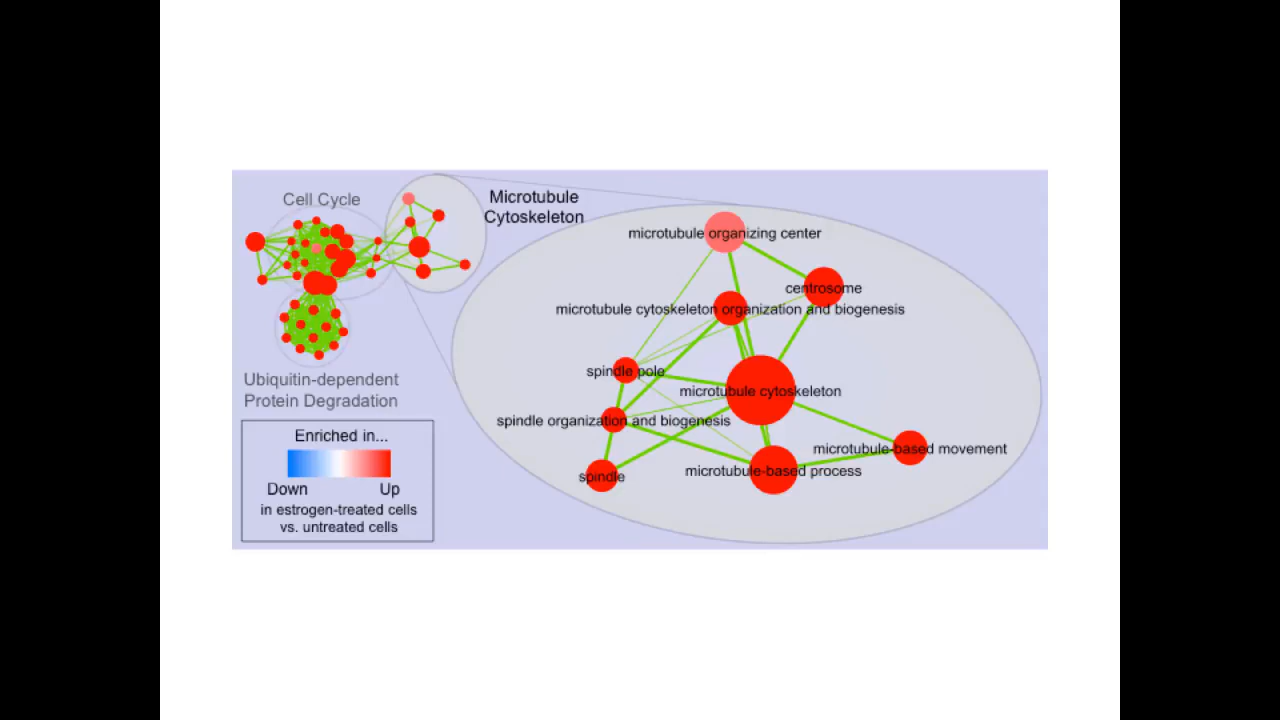 Cell Cycle
Microtubule
Cytoskeleton
Ubiquitin-dependent
Protein Degradation
Enriched in...
Down Up
in estrogen-treated cells
vs. untreated cells
microtubule organizing center
centrosome
microtubule cytoskeleton organization and biogenesis
spindle pole
microtubule cytoskeleton
spindle organization and biogenesis
microtubule-based movement
microtubule-based process
spindle